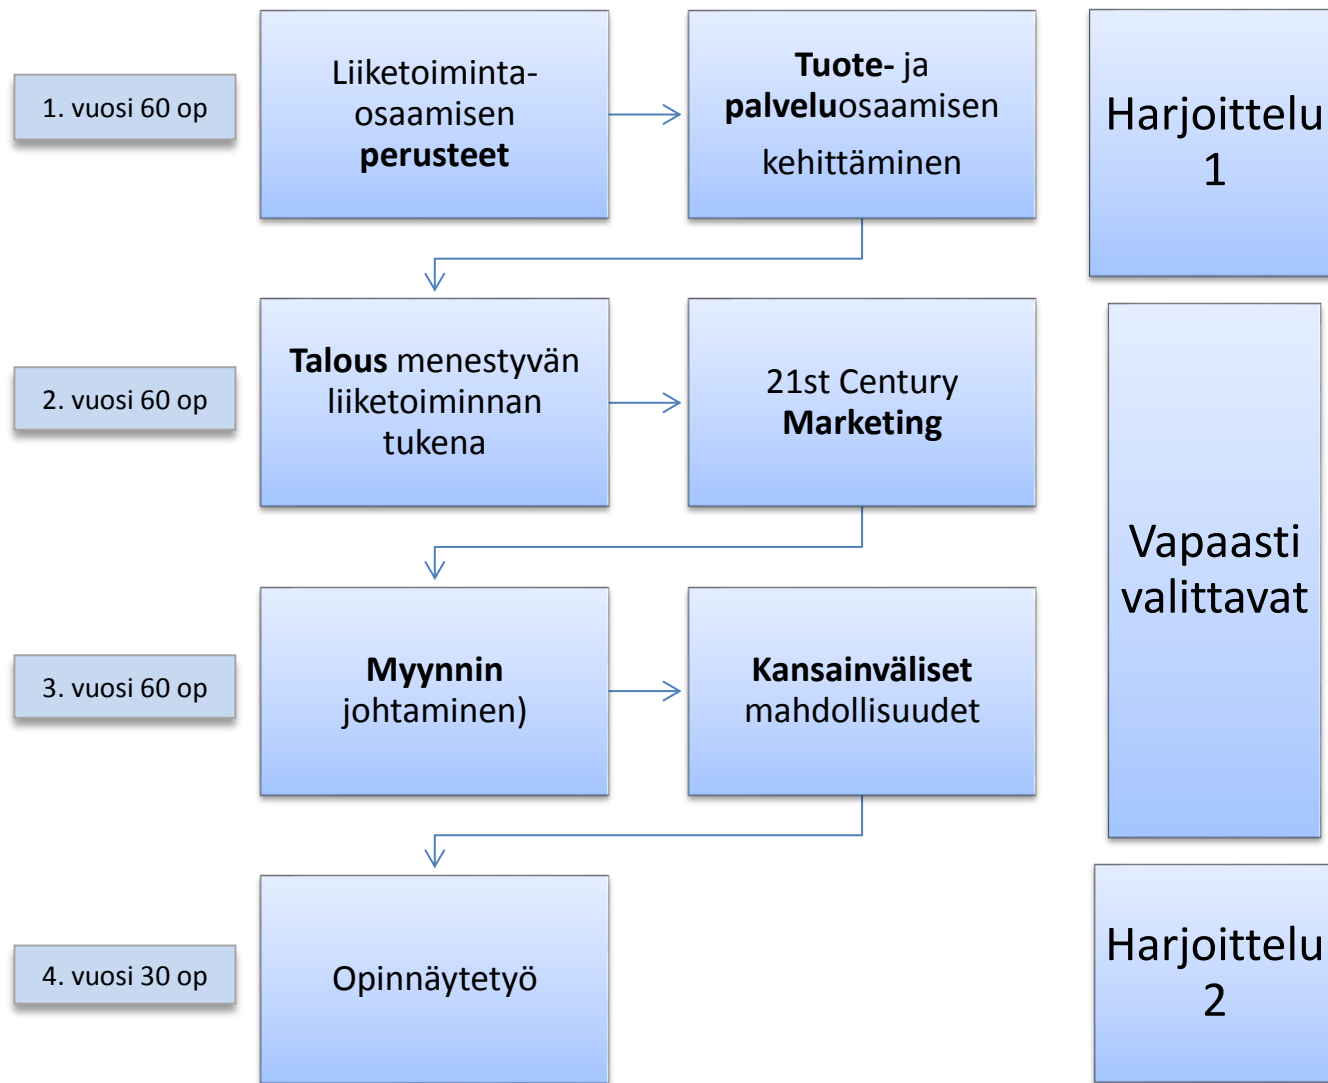 1. vuosi 60 op
Liiketoiminta-
osaamisen
perusteet
Tuote- ja
palveluosaamisen
kehittäminen
Harjoittelu
1
2. vuosi 60 op
Talous menestyvän
liiketoiminnan
tukena
21st Century
Marketing
Vapaasti
valittavat
3. vuosi 60 op
Myynnin
johtaminen)
Kansainväliset
mahdollisuudet
4. vuosi 30 op
Opinnäytetyö
Harjoittelu
2